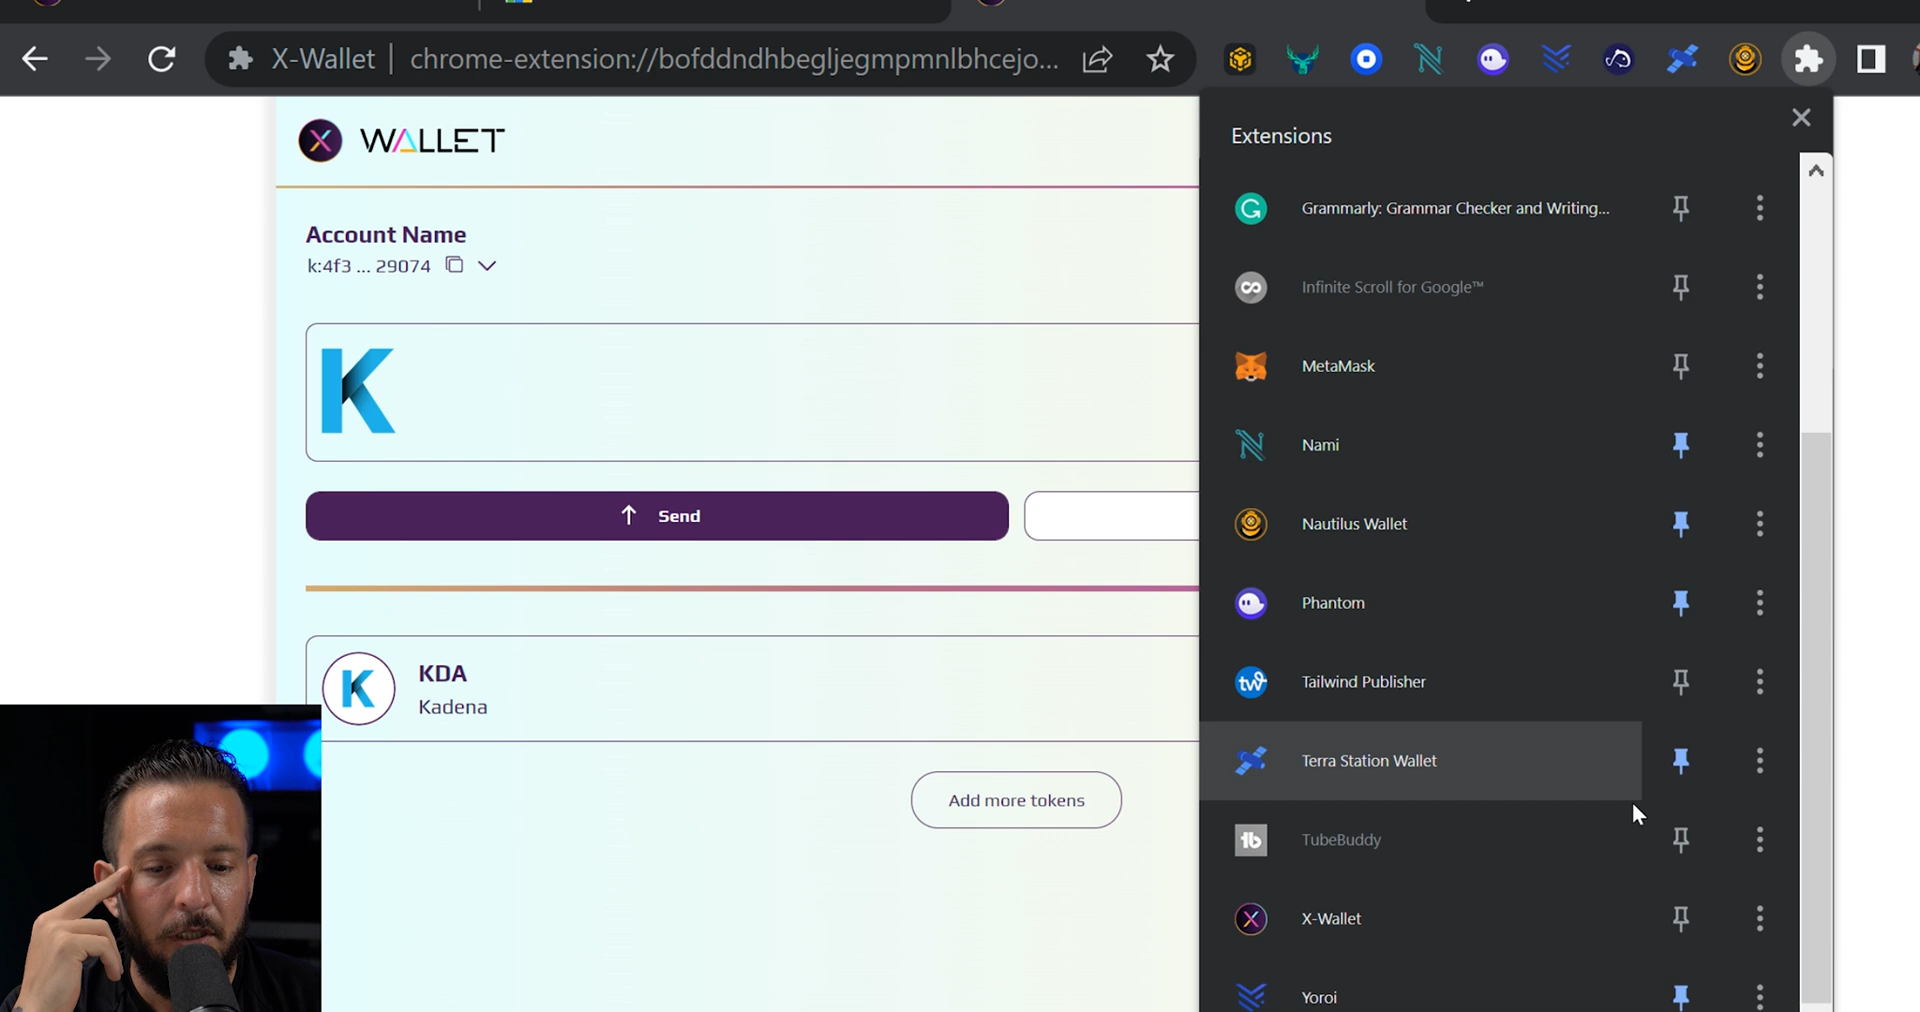 X-Wallet | chrome-extension://bofddndhbegljegmpmnlbhcejo...
X WALLET
Account Name
k:4f3 ... 29074
Send
KDA
Kadena
Add more tokens
Extensions
Grammarly: Grammar Checker and Writing...
Infinite Scroll for Google™
MetaMask
Nami
Nautilus Wallet
Phantom
tw Tailwind Publisher
Terra Station Wallet
tb TubeBuddy
X-Wallet
Yoroi